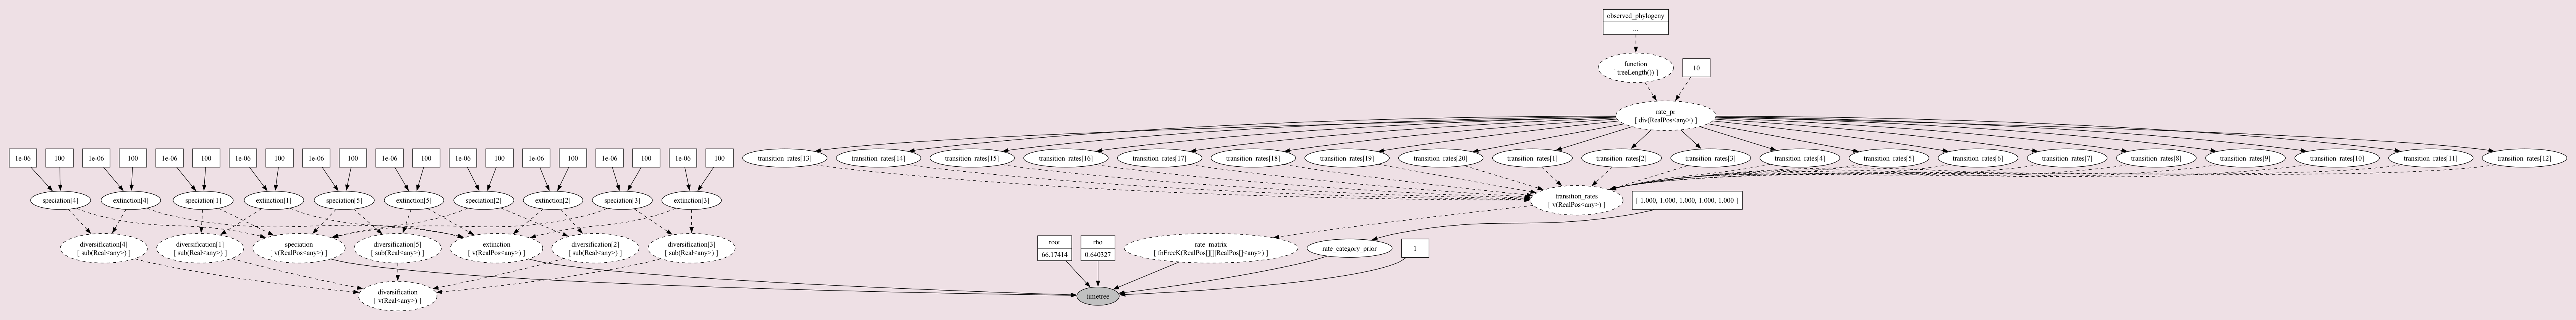 observed_phylogeny
...
function
[ treeLength() ]
10
rate_pr
[ div(RealPos<any>) ]
1e-06
100
1e-06
100
1e-06
100
1e-06
100
1e-06
100
1e-06
100
1e-06
100
1e-06
100
1e-06
100
1e-06
100
transition_rates[13]
transition_rates[14]
transition_rates[15]
transition_rates[16]
transition_rates[17]
transition_rates[18]
transition_rates[19]
transition_rates[20]
transition_rates[1]
transition_rates[2]
transition_rates[3]
transition_rates[4]
transition_rates[5]
transition_rates[6]
transition_rates[7]
transition_rates[8]
transition_rates[9]
transition_rates[10]
transition_rates[11]
transition_rates[12]
speciation[4]
extinction[4]
speciation[1]
extinction[1]
speciation[5]
extinction[5]
speciation[2]
extinction[2]
speciation[3]
extinction[3]
transition_rates
[ v(RealPos<any>) ]
[ 1.000, 1.000, 1.000, 1.000, 1.000 ]
diversification[4]
[ sub(Real<any>) ]
diversification[1]
[ sub(Real<any>) ]
speciation
[ v(RealPos<any>) ]
diversification[5]
[ sub(Real<any>) ]
extinction
[ v(RealPos<any>) ]
diversification[2]
[ sub(Real<any>) ]
diversification[3]
[ sub(Real<any>) ]
root
66.17414
rho
0.640327
rate_matrix
[ fnFreeK(RealPos[][]|RealPos[]<any>) ]
rate_category_prior
1
diversification
[ v(Real<any>) ]
timetree